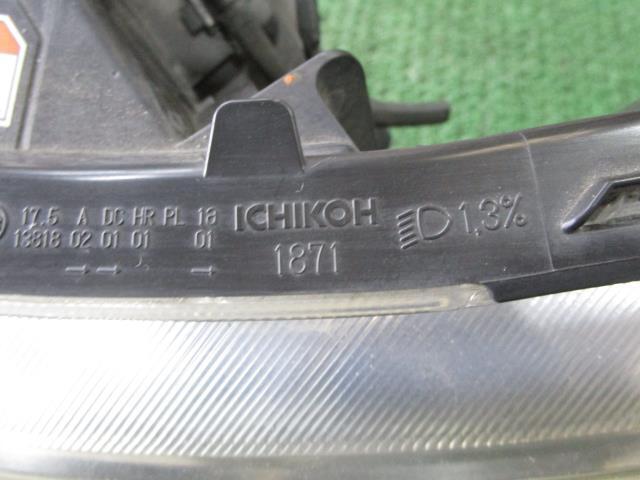 17.5 A DC HR PL 18 ICHIKOH 1,3%
13818 02 01 01 01
1871
→→ →